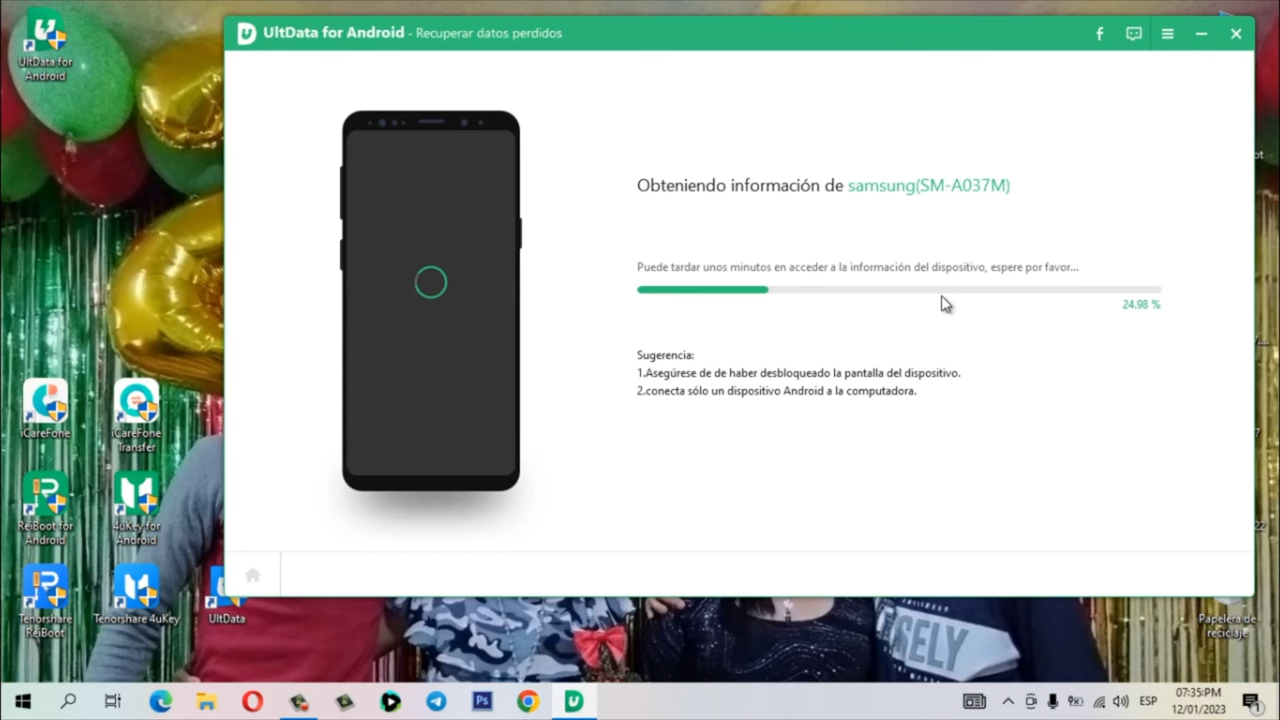 UltData for Android - Recuperar datos perdidos
UltData for
Android
Obteniendo información de samsung(SM-A037M)
Puede tardar unos minutos en acceder a la información del dispositivo, espere por favor...
24.98 %
Sugerencia:
1.Asegúrese de de haber desbloqueado la pantalla del dispositivo.
2.conecta sólo un dispositivo Android a la computadora.
iCareFone
iCareFone
Transfer
ReiBoot for
Android
4uKey for
Android
Tenorshare
ReiBoot
Tenorshare 4uKey
UltData
Papelera de
reciclaje
ESP
07:35:PM
12/01/2023